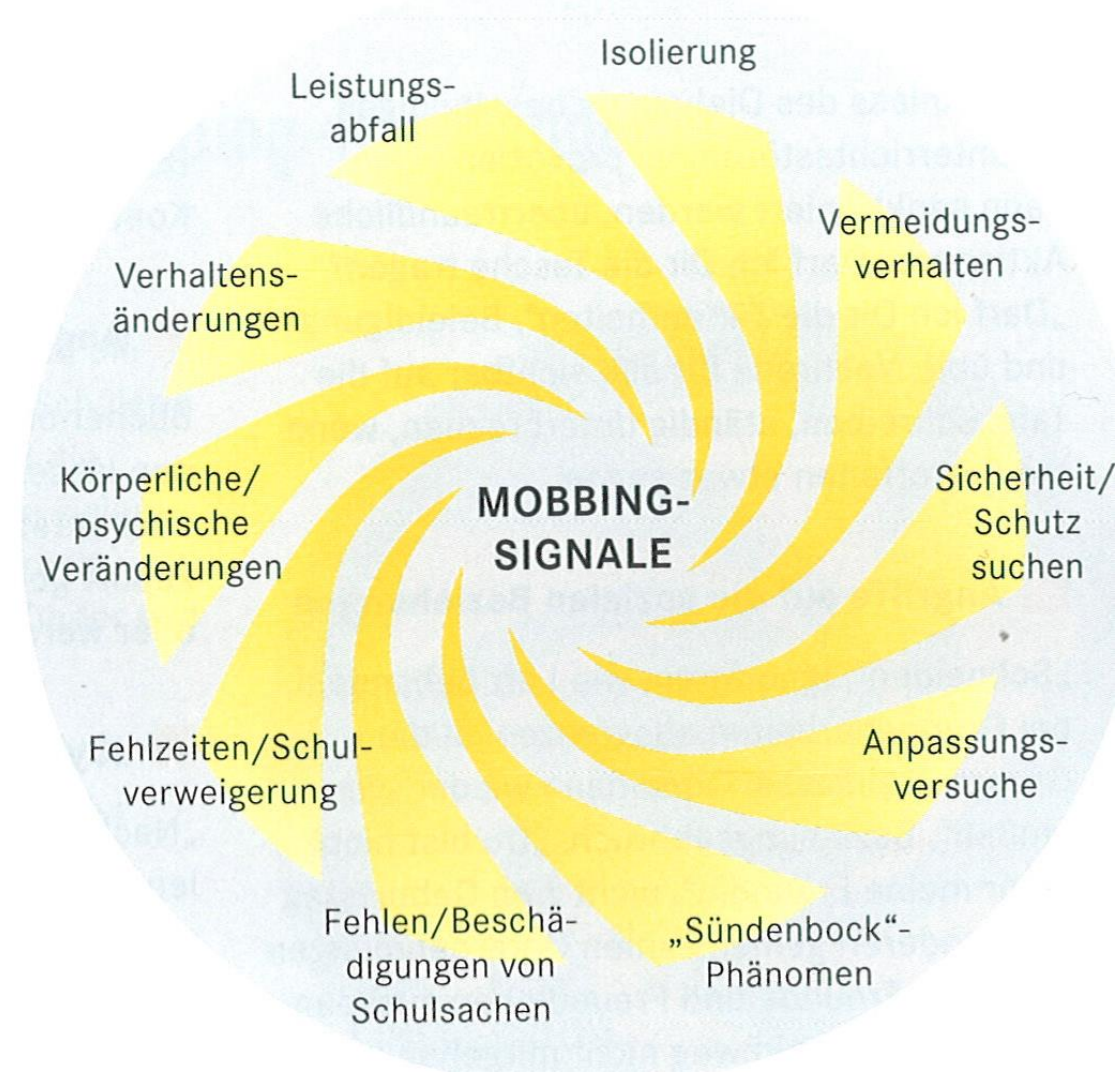 Isolierung
Leistungs-
abfall
Vermeidungs-
verhalten
Verhaltens-
änderungen
Körperliche/
psychische
Veränderungen
MOBBING-
SIGNALE
Sicherheit/
Schutz
suchen
Fehlzeiten/Schul-
verweigerung
Anpassungs-
versuche
Fehlen/Beschä-
digungen von
Schulsachen
„Sündenbock“-
Phänomen